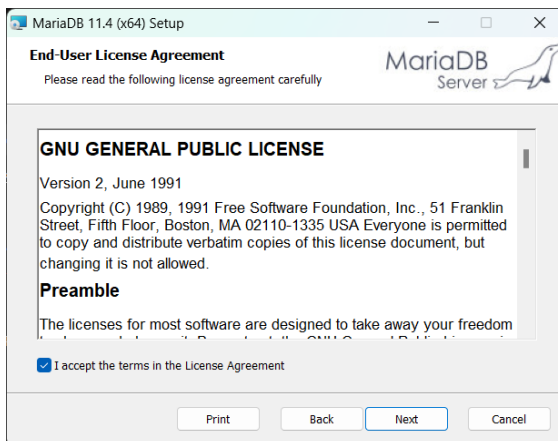 MariaDB 11.4 (x64) Setup
End-User License Agreement
Please read the following license agreement carefully
MariaDB
Server
GNU GENERAL PUBLIC LICENSE
Version 2, June 1991
Copyright (C) 1989, 1991 Free Software Foundation, Inc., 51 Franklin
Street, Fifth Floor, Boston, MA 02110-1335 USA Everyone is permitted
to copy and distribute verbatim copies of this license document, but
changing it is not allowed.
Preamble
The licenses for most software are designed to take away your freedom
I accept the terms in the License Agreement
Print
Back
Next
Cancel